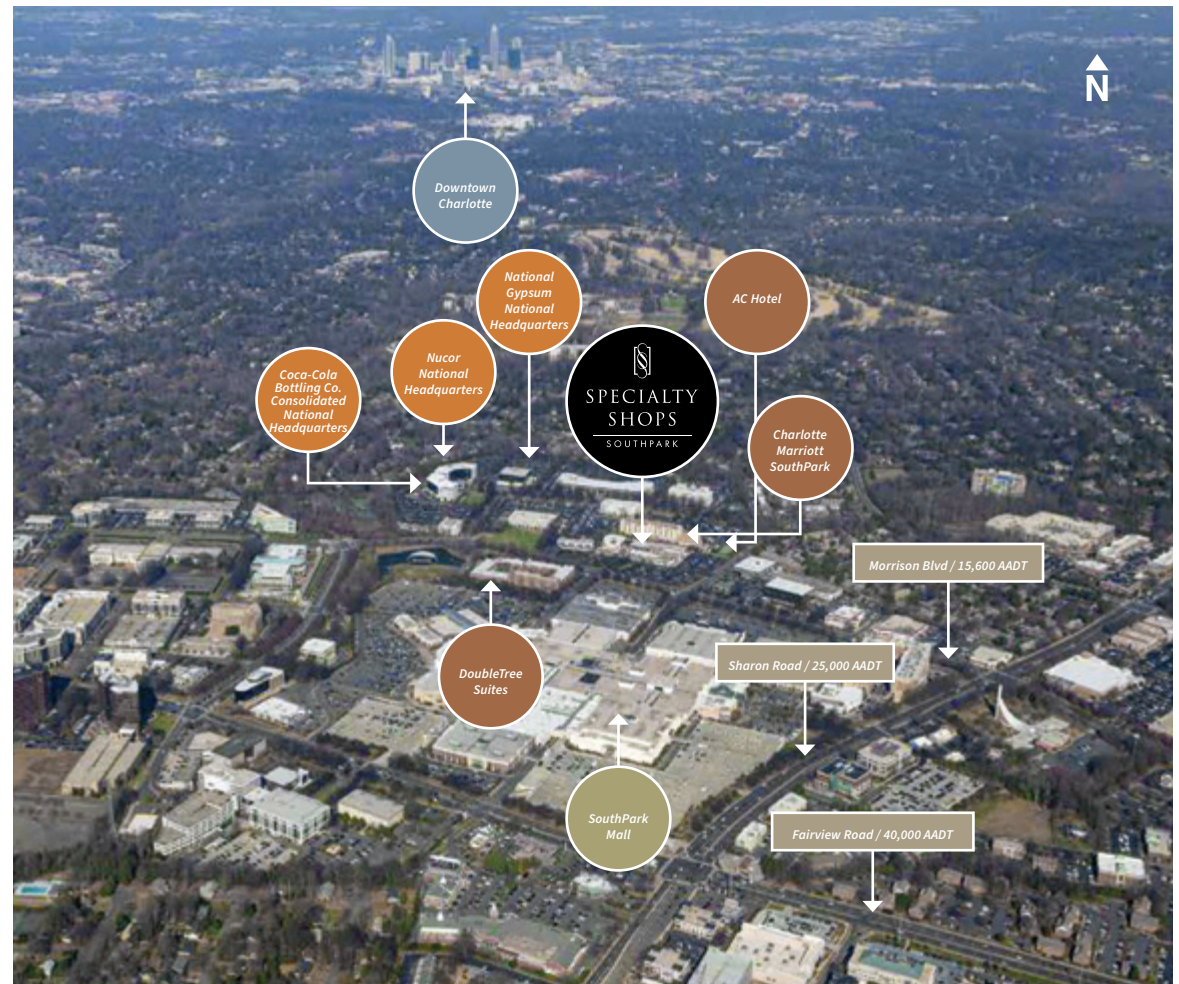 N
Downtown
Charlotte
National
Gypsum
National
Headquarters
AC Hotel
Nucor
National
Headquarters
Coca-Cola
Bottling Co.
Consolidated
National
Headquarters
SPECIALTY
SHOPS
SOUTHPARK
Charlotte
Marriott
SouthPark
Morrison Blvd / 15,600 AADT
Sharon Road / 25,000 AADT
DoubleTree
Suites
SouthPark
Mall
Fairview Road / 40,000 AADT